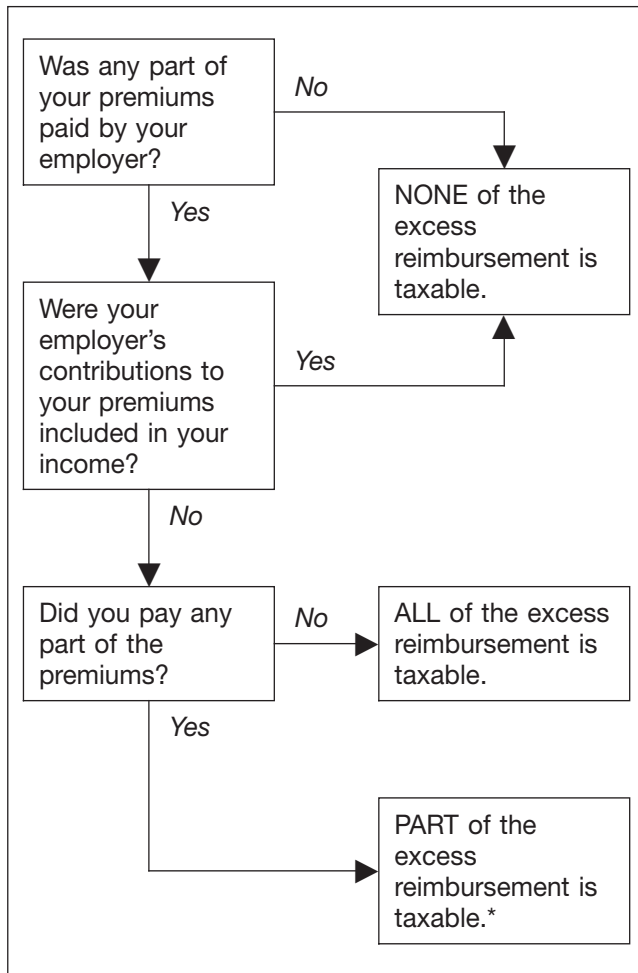 Was any part of
your premiums
paid by your
employer?
No
NONE of the
excess
reimbursement is
taxable.
Yes
Were your
employer’s
contributions to
your premiums
included in your
income?
Yes
No
Did you pay any
part of the
premiums?
No
ALL of the excess
reimbursement is
taxable.
Yes
PART of the
excess
reimbursement is
taxable.*